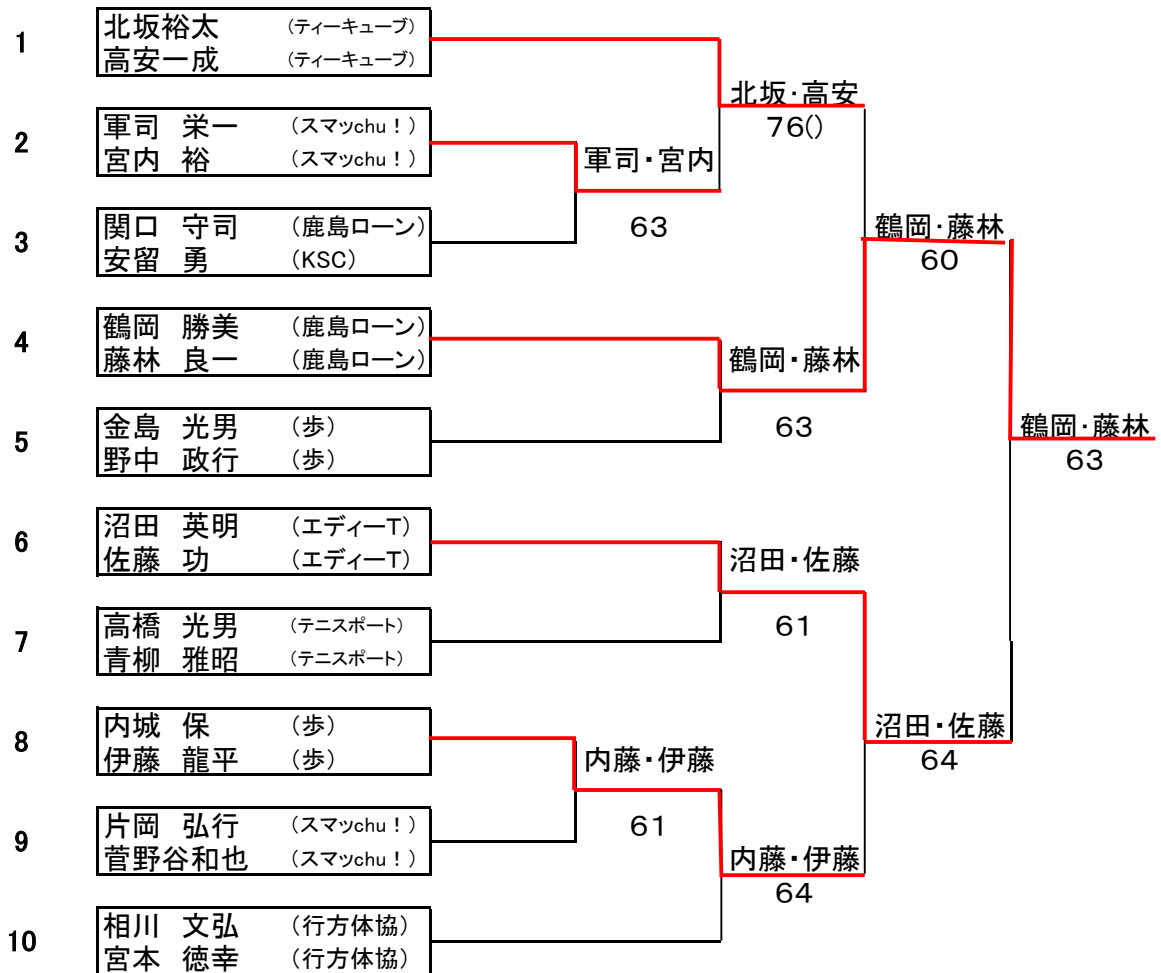 1
北坂裕太 （ティーキューブ）
高安一成 （ティーキューブ）
北坂･高安
76()
2
軍司 栄一 （スマッchu！）
宮内 裕 （スマッchu！）
軍司・宮内
63
3
関口 守司 （鹿島ローン）
安留 勇 （KSC）
鶴岡･藤林
60
4
鶴岡 勝美 （鹿島ローン）
藤林 良一 （鹿島ローン）
鶴岡・藤林
63
5
金島 光男 （歩）
野中 政行 （歩）
鶴岡･藤林
63
6
沼田 英明 （エディーT）
佐藤 功 （エディーT）
沼田・佐藤
61
7
高橋 光男 （テニスポート）
青柳 雅昭 （テニスポート）
沼田・佐藤
64
8
内城 保 （歩）
伊藤 龍平 （歩）
内藤・伊藤
61
9
片岡 弘行 （スマッchu！）
菅野谷和也 （スマッchu！）
内藤・伊藤
64
10
相川 文弘 （行方体協）
宮本 徳幸 （行方体協）